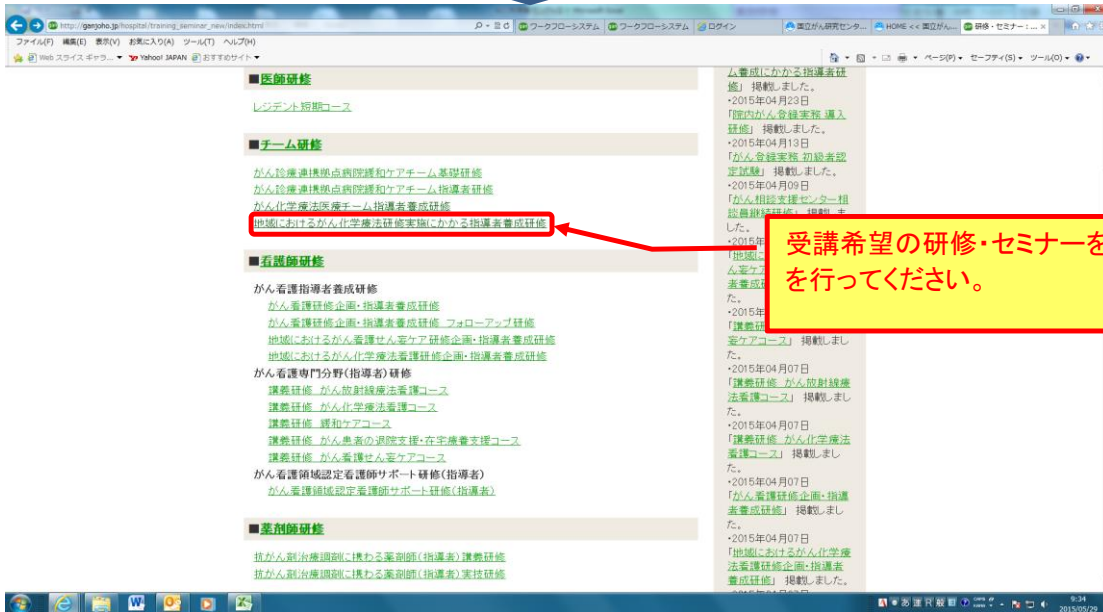 http://ganjoho.jp/hospital/training_seminar_new/index.html
ワークフローシステム
ワークフローシステム
ログイン
国立がん研究センタ...
HOME << 国立がん...
研修・セミナー：...
ファイル(F) 編集(E) 表示(V) お気に入り(A) ツール(T) ヘルプ(H)
Web スライス ギャラ... Yahoo! JAPAN おすすめサイト
ページ(P) セーフティ(S) ツール(O)
■医師研修
レジデント短期コース
■チーム研修
がん診療連携拠点病院緩和ケアチーム基礎研修
がん診療連携拠点病院緩和ケアチーム指導者研修
がん化学療法医療チーム指導者養成研修
地域におけるがん化学療法研修実施にかかる指導者養成研修
■看護師研修
がん看護指導者養成研修
がん看護研修企画・指導者養成研修
がん看護研修企画・指導者養成研修 フォローアップ研修
地域におけるがん看護せん妄ケア研修企画・指導者養成研修
地域におけるがん化学療法看護研修企画・指導者養成研修
がん看護専門分野(指導者)研修
講義研修 がん放射線療法看護コース
講義研修 がん化学療法看護コース
講義研修 緩和ケアコース
講義研修 がん患者の退院支援・在宅療養支援コース
講義研修 がん看護せん妄ケアコース
がん看護領域認定看護師サポート研修(指導者)
がん看護領域認定看護師サポート研修(指導者)
■薬剤師研修
抗がん剤治療調剤に携わる薬剤師(指導者)講義研修
抗がん剤治療調剤に携わる薬剤師(指導者)実技研修
ム養成にかかる指導者研
修」 掲載しました。
・2015年04月23日
「院内がん登録実務 導入
研修」 掲載しました。
・2015年04月13日
「がん登録実務 初級者認
定試験」 掲載しました。
・2015年04月09日
「がん相談支援センター相
談員継続研修」 掲載しま
した。
・2015年
「地域に
ん妄ケア
者養成研
た。
・2015年
「講義研
妄ケアコース」 掲載しまし
た。
・2015年04月07日
「講義研修 がん放射線療
法看護コース」 掲載しまし
た。
・2015年04月07日
「講義研修 がん化学療法
看護コース」 掲載しまし
た。
・2015年04月07日
「がん看護研修企画・指導
者養成研修」 掲載しまし
た。
・2015年04月07日
「地域におけるがん化学療
法看護研修企画・指導者
養成研修」 掲載しました。
受講希望の研修・セミナーを
を行ってください。
A あ 連 R 般
9:34
2015/05/29